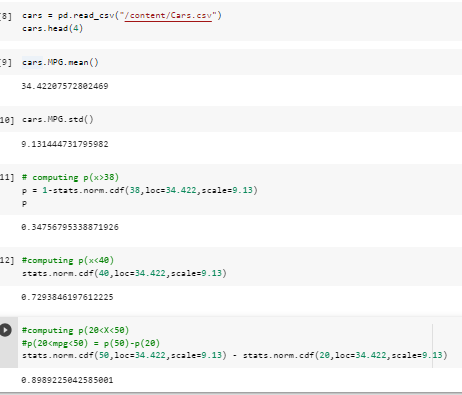 [8] cars = pd.read_csv("/content/Cars.csv")
cars.head(4)
[9] cars.MPG.mean()
34.42207572802469
10] cars.MPG.std()
9.131444731795982
11] # computing p(x>38)
p = 1-stats.norm.cdf(38,loc=34.422,scale=9.13)
p
0.34756795338871926
12] #computing p(x<40)
stats.norm.cdf(40,loc=34.422,scale=9.13)
0.7293846197612225
#computing p(20<X<50)
#p(20<mpg<50) = p(50)-p(20)
stats.norm.cdf(50,loc=34.422,scale=9.13) - stats.norm.cdf(20,loc=34.422,scale=9.13)
0.8989225042585001